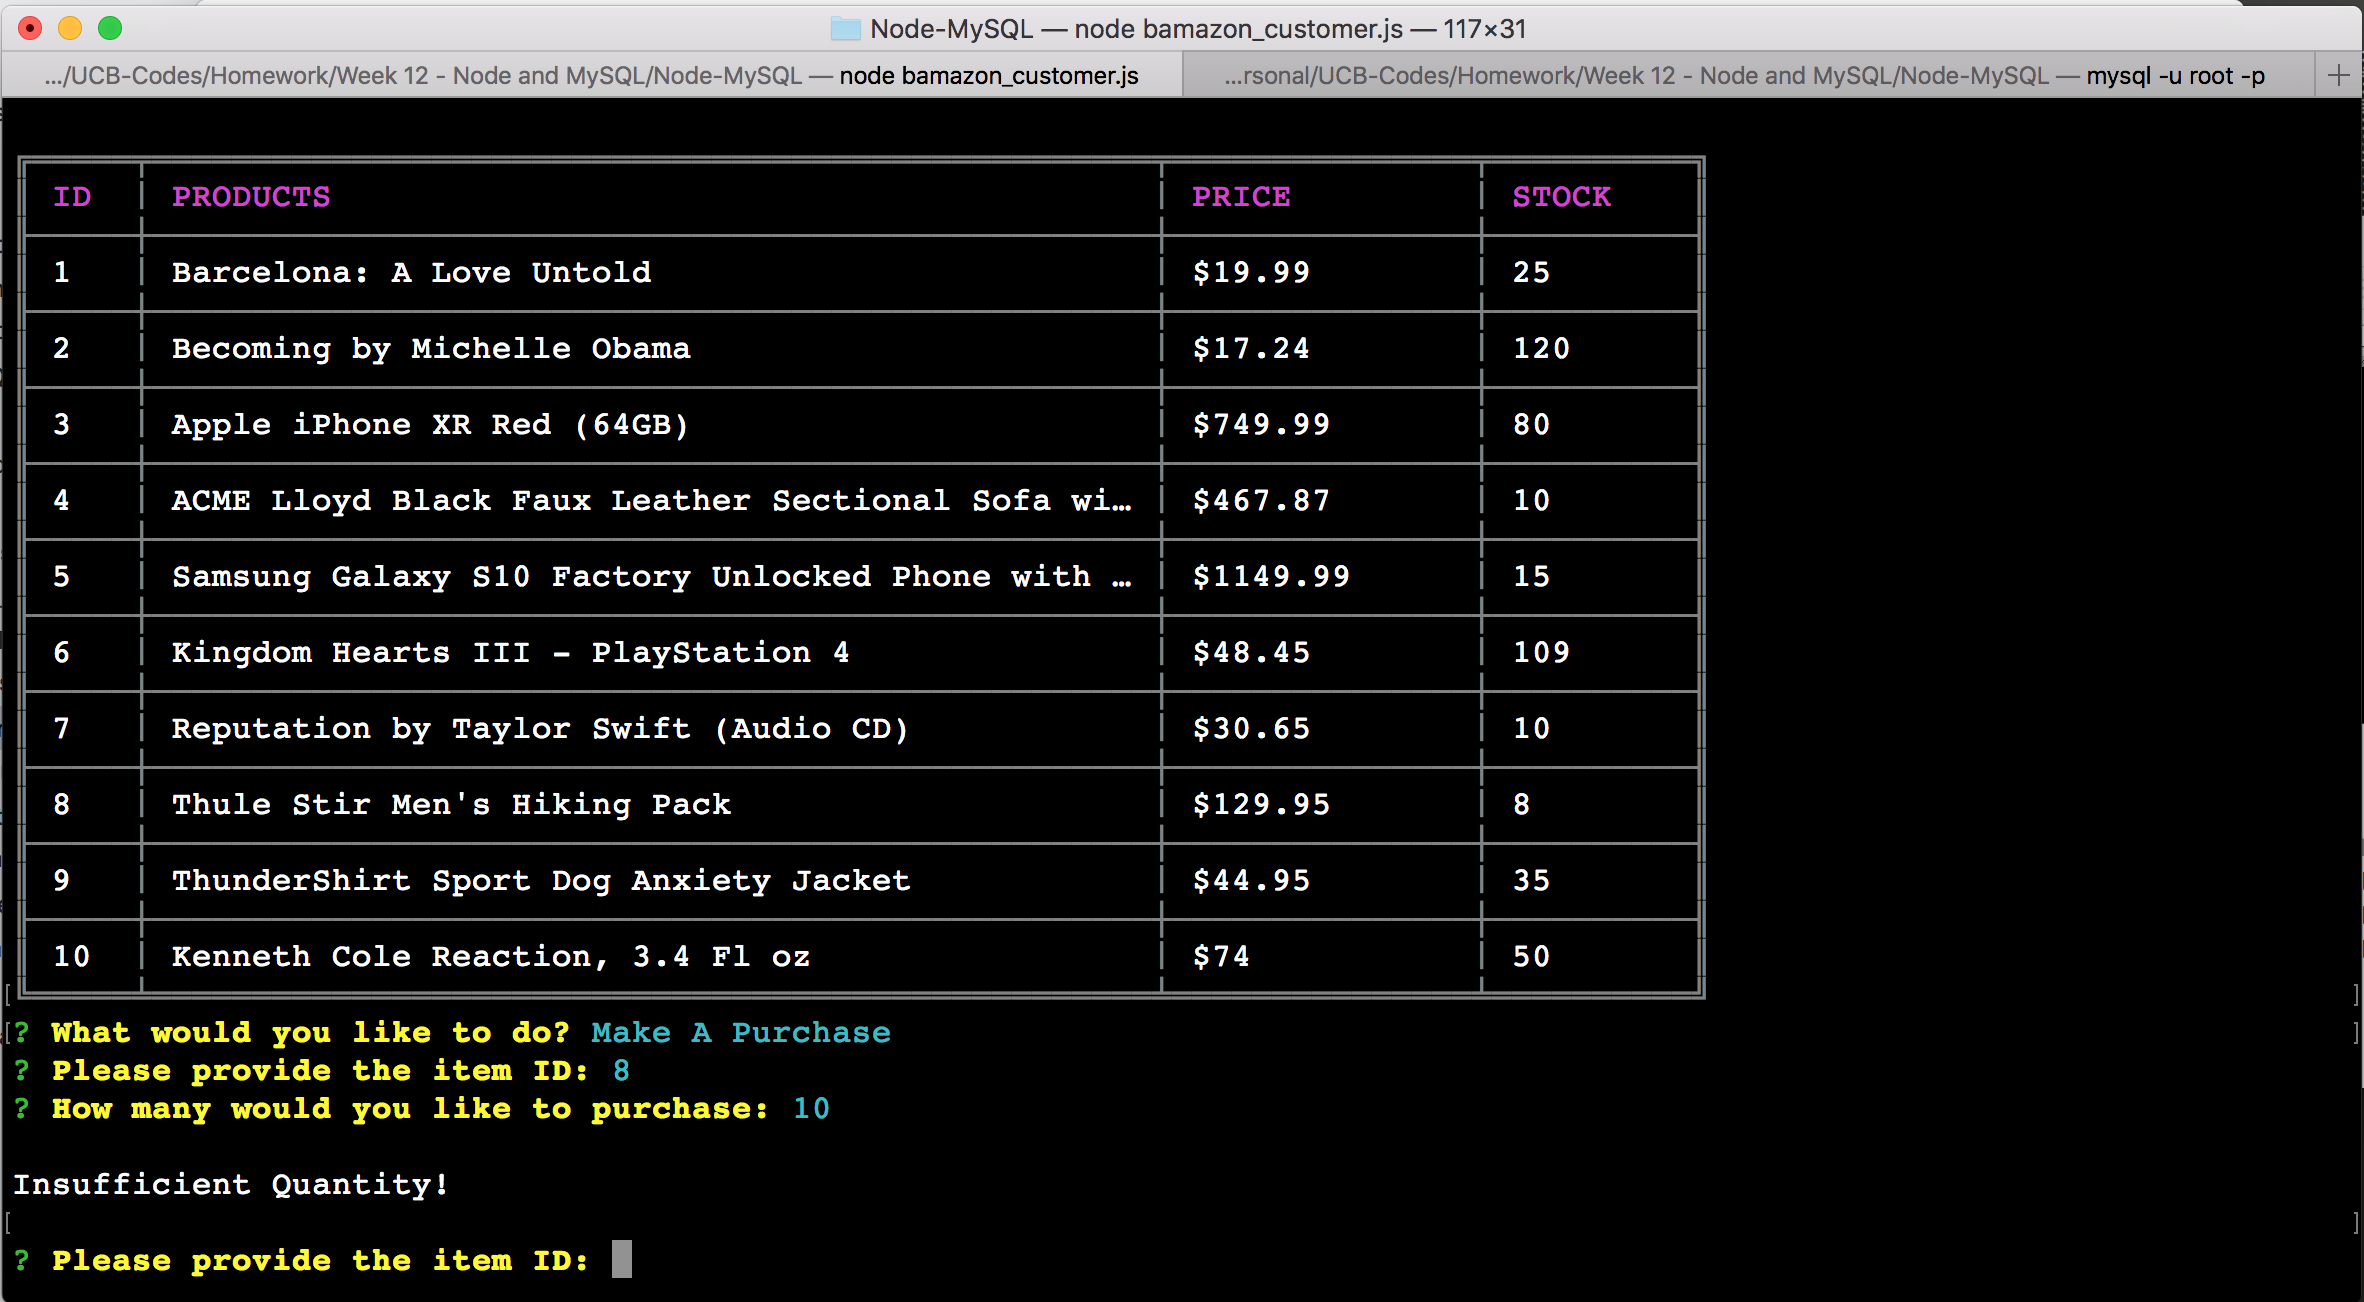 Node-MySQL — node bamazon_customer.js — 117×31
.../UCB-Codes/Homework/Week 12 - Node and MySQL/Node-MySQL — node bamazon_customer.js ...rsonal/UCB-Codes/Homework/Week 12 - Node and MySQL/Node-MySQL — mysql -u root -p +
ID PRODUCTS PRICE STOCK
1 Barcelona: A Love Untold $19.99 25
2 Becoming by Michelle Obama $17.24 120
3 Apple iPhone XR Red (64GB) $749.99 80
4 ACME Lloyd Black Faux Leather Sectional Sofa wi… $467.87 10
5 Samsung Galaxy S10 Factory Unlocked Phone with … $1149.99 15
6 Kingdom Hearts III – PlayStation 4 $48.45 109
7 Reputation by Taylor Swift (Audio CD) $30.65 10
8 Thule Stir Men's Hiking Pack $129.95 8
9 ThunderShirt Sport Dog Anxiety Jacket $44.95 35
10 Kenneth Cole Reaction, 3.4 Fl oz $74 50
[ ]
[? What would you like to do? Make A Purchase ]
? Please provide the item ID: 8
? How many would you like to purchase: 10
Insufficient Quantity!
[ ]
? Please provide the item ID: